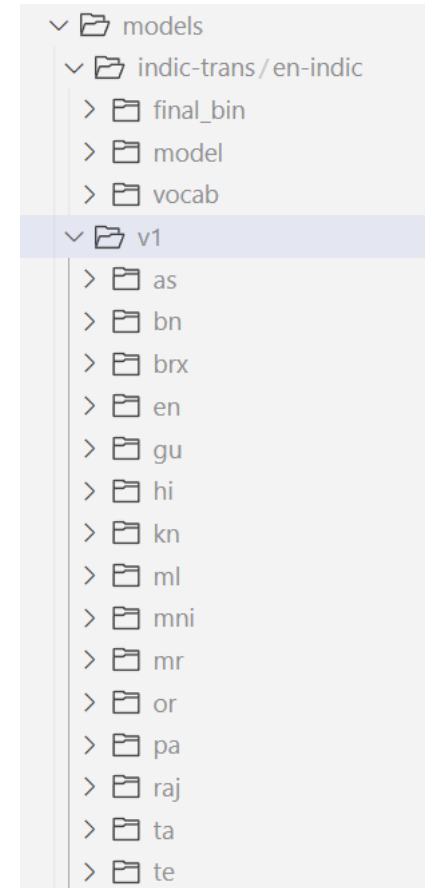 models
indic-trans/en-indic
final_bin
model
vocab
v1
as
bn
brx
en
gu
hi
kn
ml
mni
mr
or
pa
raj
ta
te